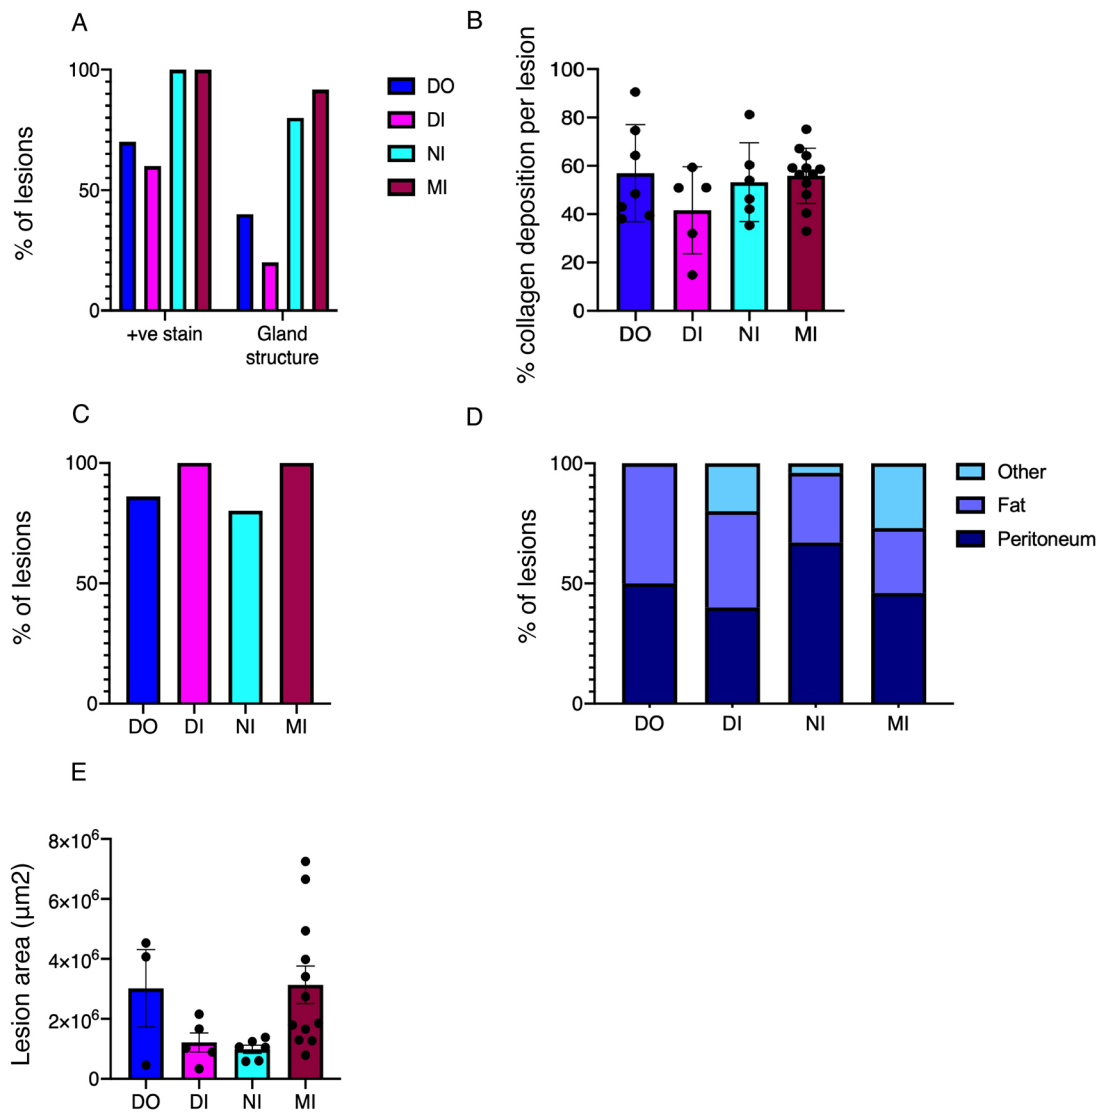 A
% of lesions
100
50
0
+ve stain
Gland
structure
DO
DI
NI
MI
B
% collagen deposition per lesion
100
80
60
40
20
0
DO DI NI MI
C
% of lesions
100
50
0
DO DI NI MI
D
% of lesions
100
50
0
DO DI NI MI
Other
Fat
Peritoneum
E
Lesion area (µm2)
8×10⁶
6×10⁶
4×10⁶
2×10⁶
0
DO DI NI MI